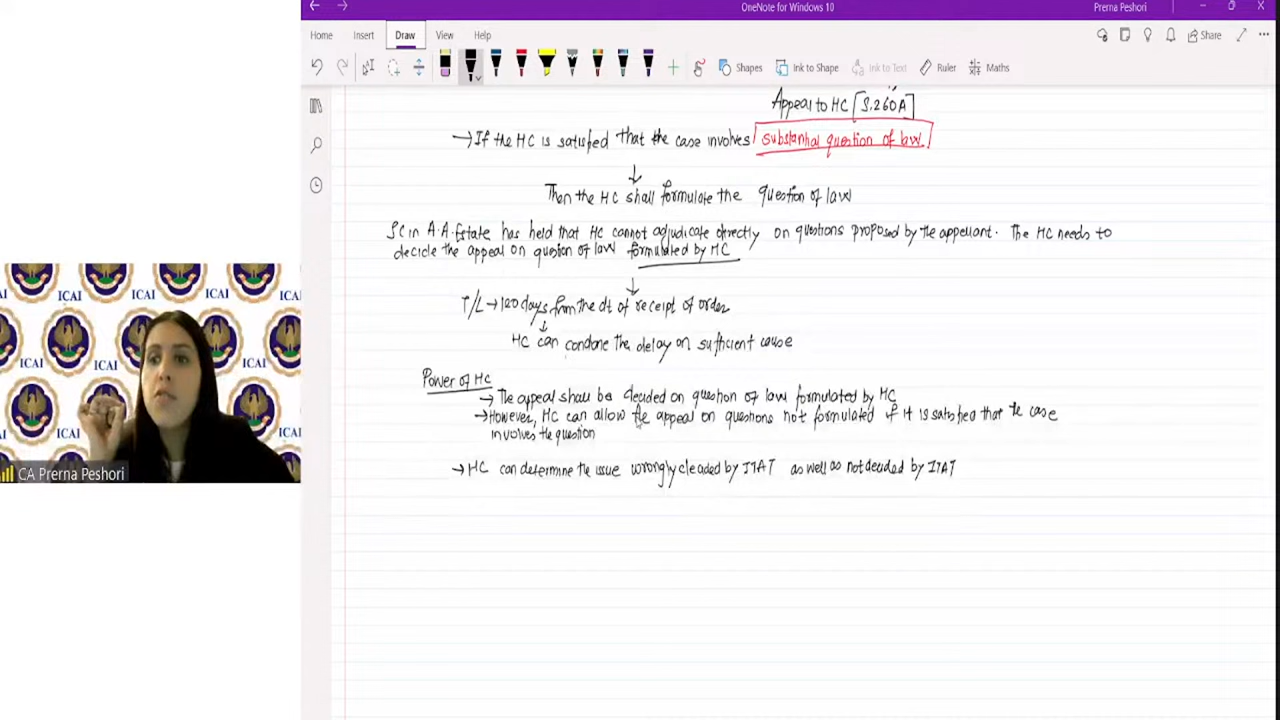 OneNote for Windows 10
Prerna Peshori
Home Insert Draw View Help
Share
Shapes Ink to Shape Ink to Text Ruler Maths
Appeal to HC [S.260A]
→ If the HC is satisfied that the case involves substantial question of law
↓
Then the HC shall formulate the question of law
SC in A.A.Estate has held that HC cannot adjudicate directly on questions proposed by the appellant. The HC needs to
decide the appeal on question of law formulated by HC
↓
T/L → 120 days from the dt of receipt of order
↓
HC can condone the delay on sufficient cause
Power of HC
→ The appeal shall be decided on question of law formulated by HC
→ However, HC can allow the appeal on questions not formulated if it is satisfied that the case
involves the question
→ HC can determine the issue wrongly decided by ITAT as well as not decided by ITAT
ICAI
ICAI
ICAI
ICAI
ICAI
CA Prerna Peshori